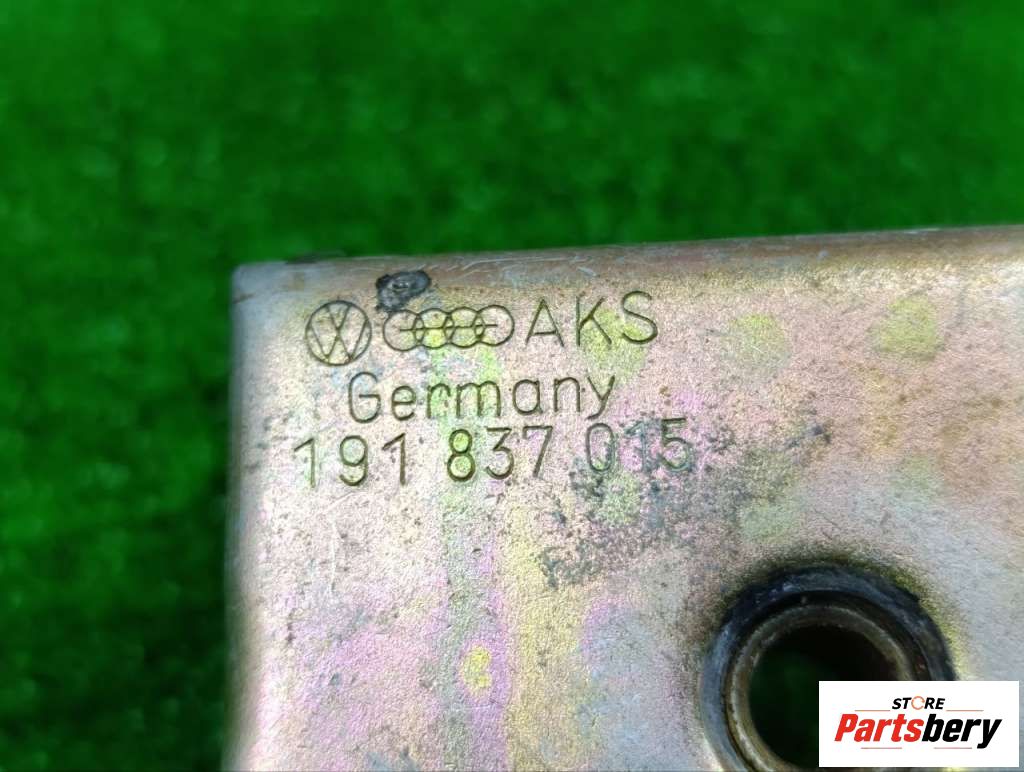 AKS
Germany
191 837 015
STORE
Partsbery